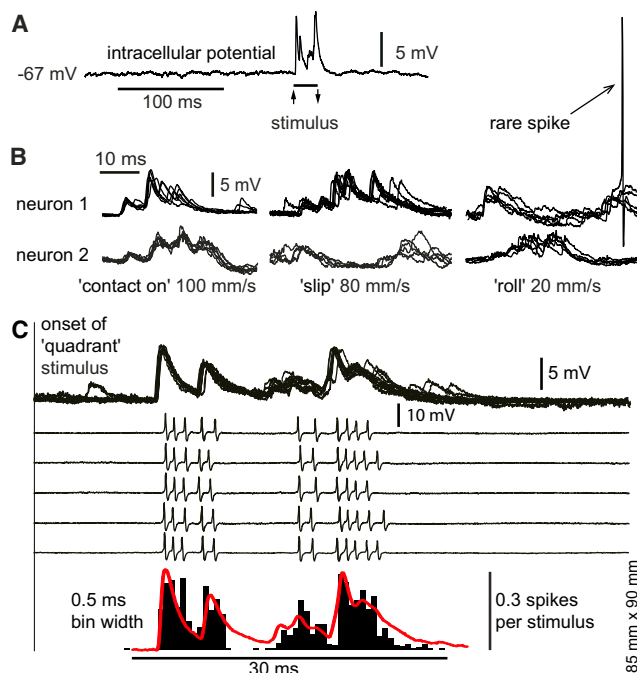 A
intracellular potential
5 mV
-67 mV
100 ms
stimulus
rare spike
B
10 ms
5 mV
neuron 1
neuron 2
'contact on' 100 mm/s
'slip' 80 mm/s
'roll' 20 mm/s
C
onset of
'quadrant'
stimulus
5 mV
10 mV
0.5 ms
bin width
0.3 spikes
per stimulus
30 ms
85 mm x 90 mm